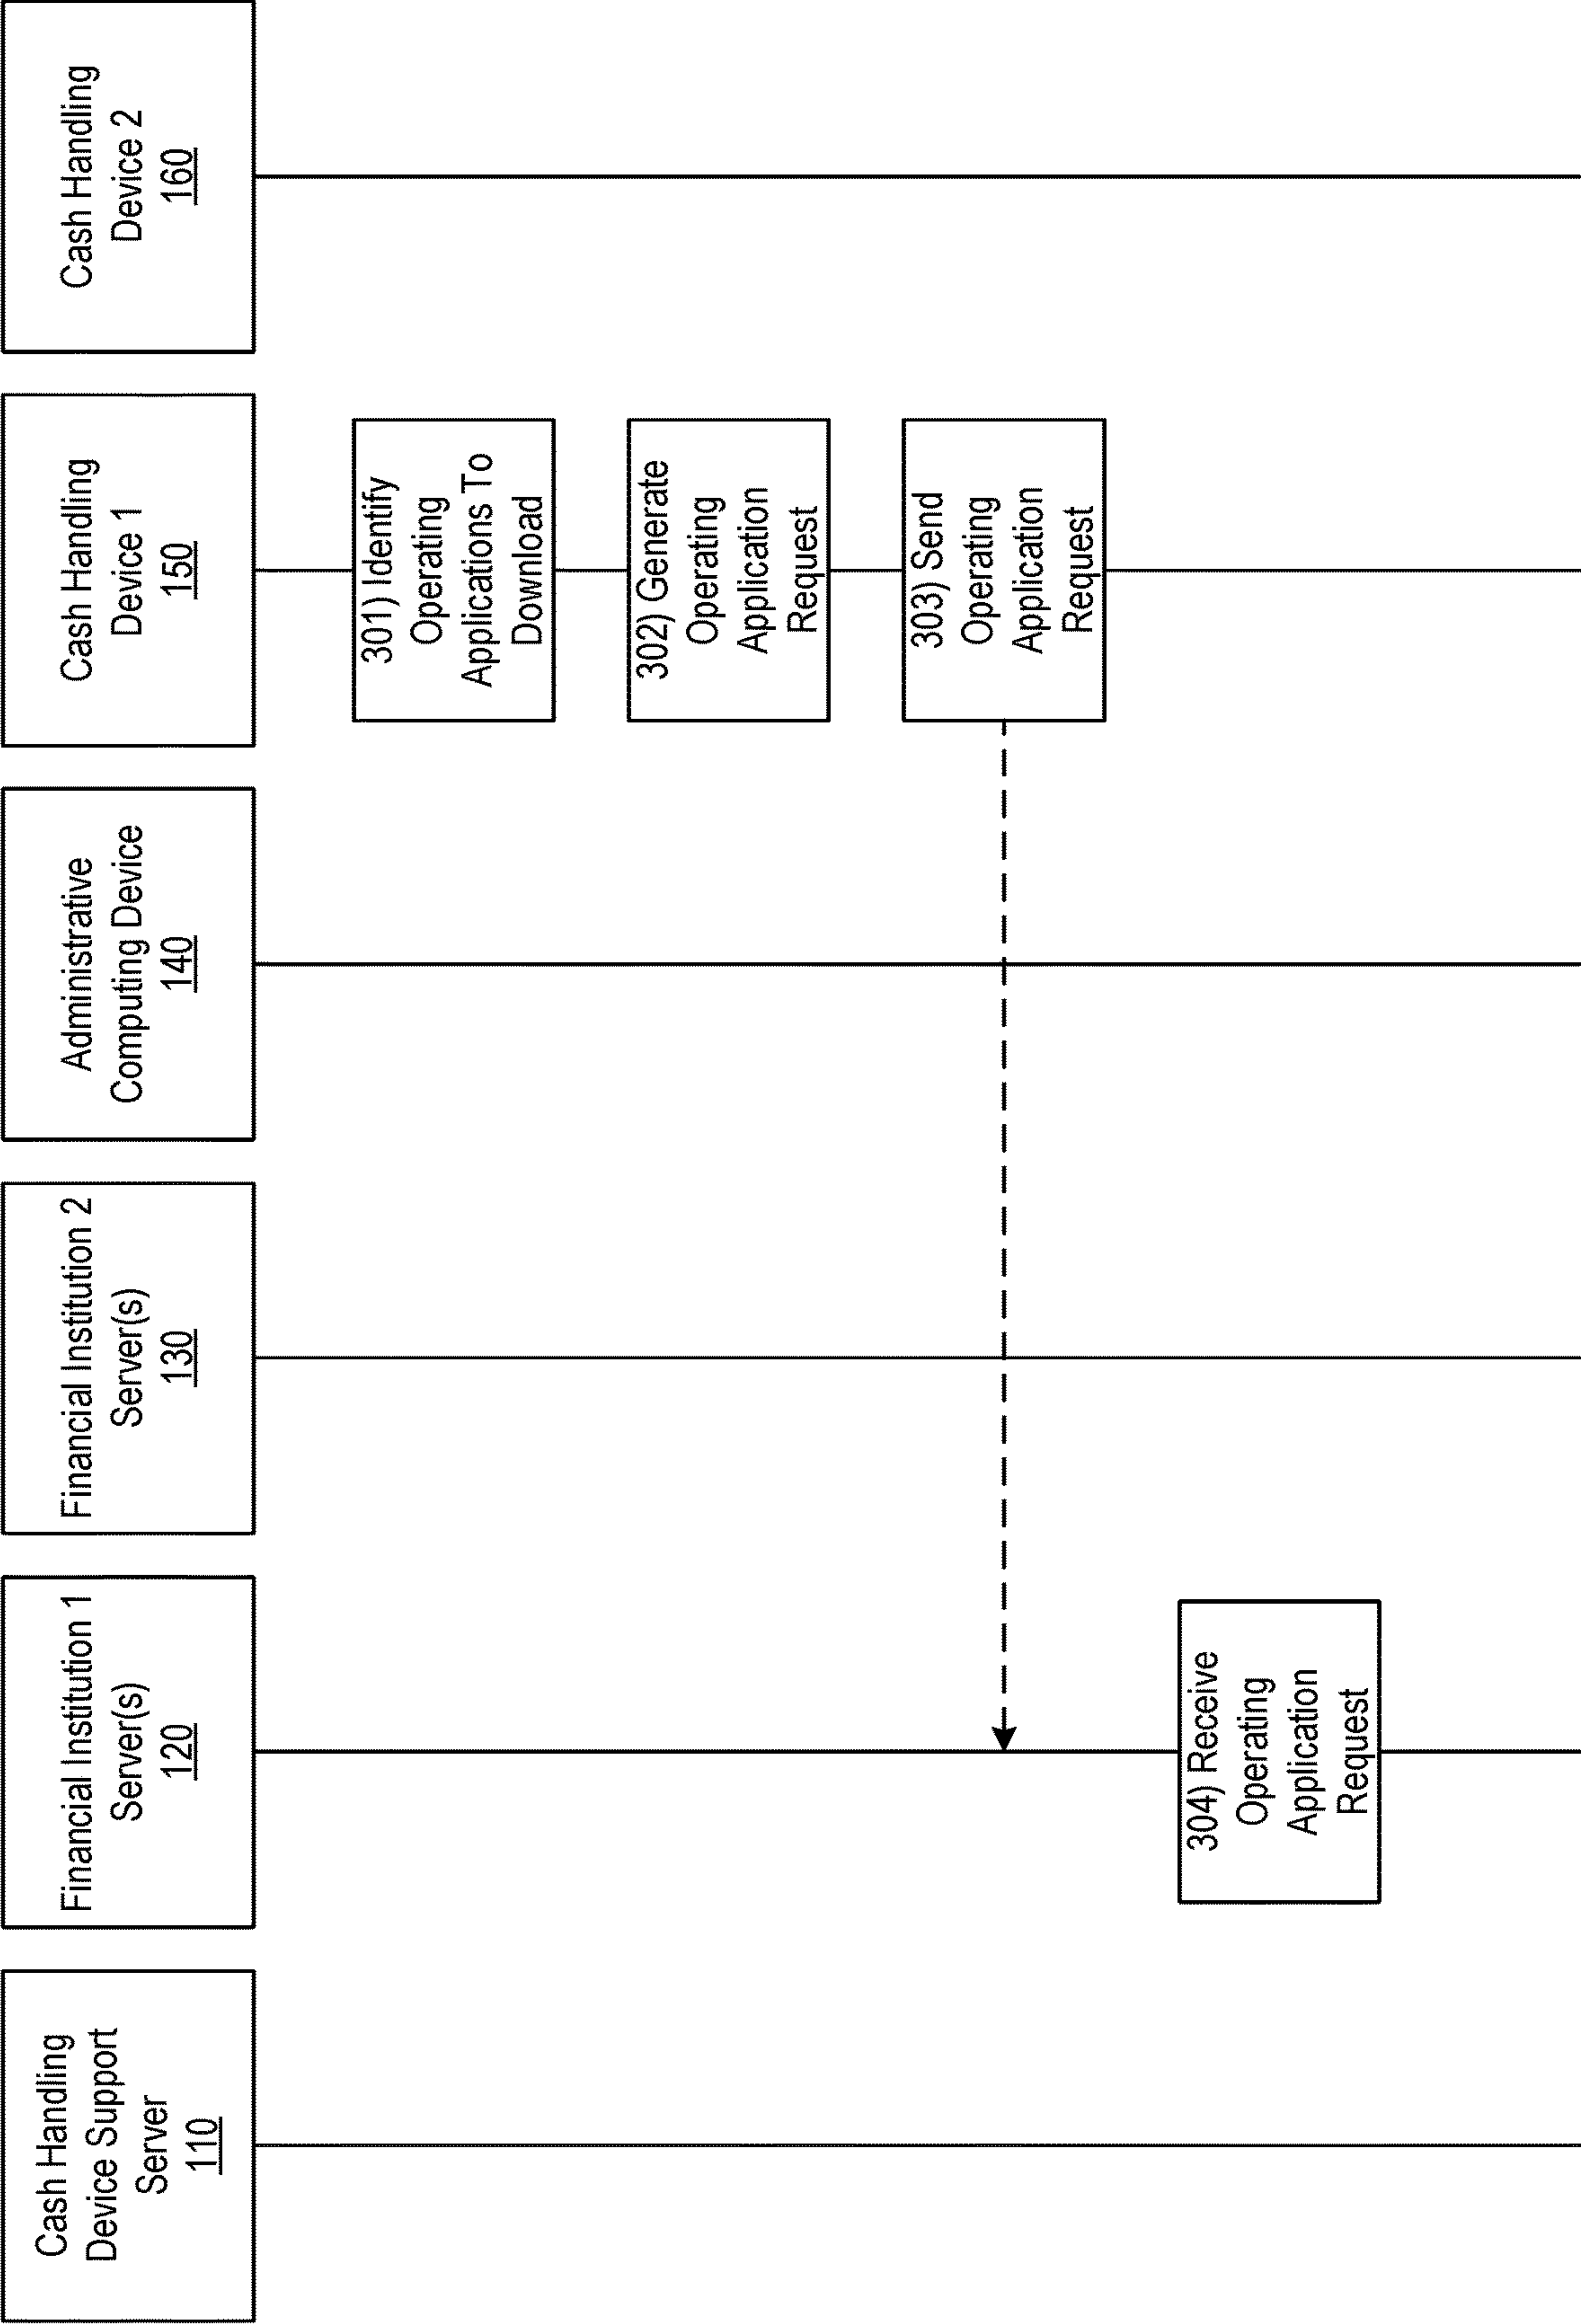 Cash Handling
Device Support
Server
110
Financial Institution 1
Server(s)
120
Financial Institution 2
Server(s)
130
Administrative
Computing Device
140
Cash Handling
Device 1
150
Cash Handling
Device 2
160
301) Identify
Operating
Applications To
Download
302) Generate
Operating
Application
Request
303) Send
Operating
Application
Request
304) Receive
Operating
Application
Request